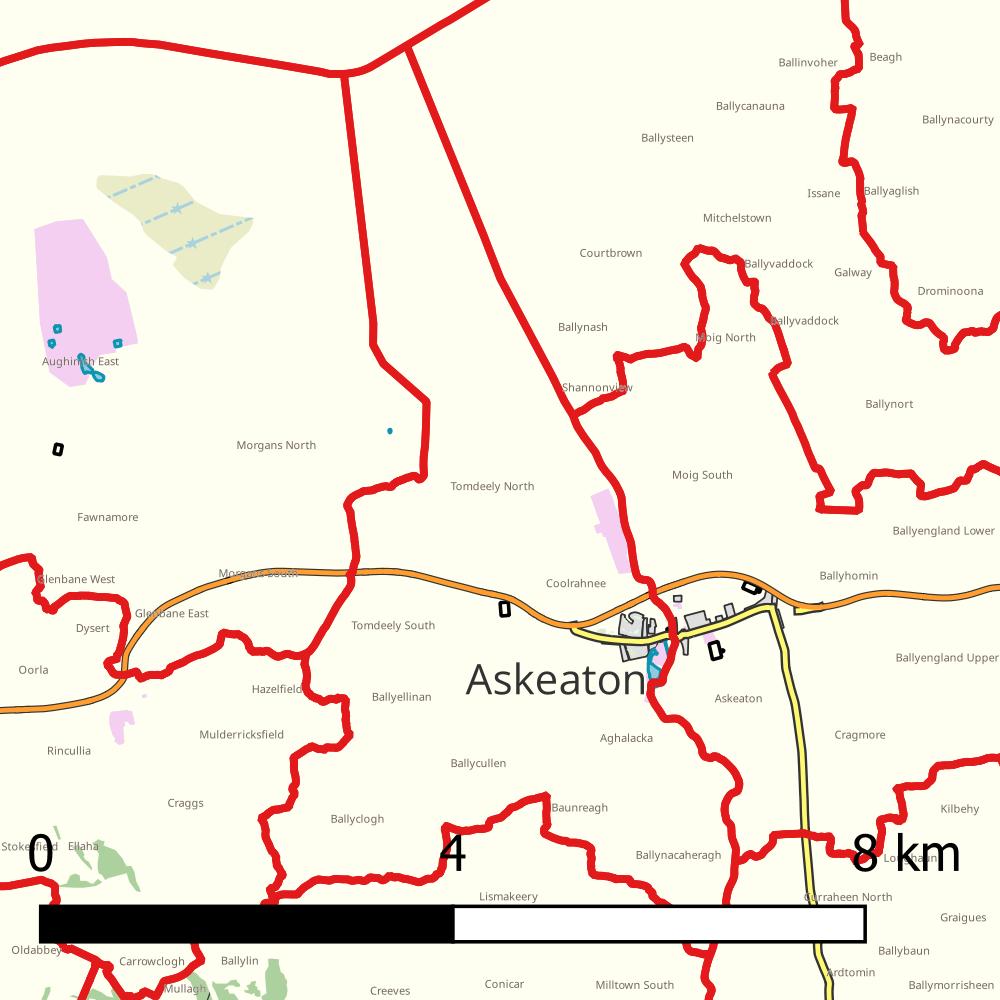 Beagh
Ballinvoher
Ballycanauna
Ballynacourty
Ballysteen
Issane
Ballyaglish
Mitchelstown
Courtbrown
Ballyvaddock
Galway
Drominoona
Ballyvaddock
Ballynash
Moig North
Aughinish East
Shannonview
Ballynort
Morgans North
Moig South
Tomdeely North
Fawnamore
Ballyengland Lower
Morgans South
Glenbane West
Coolrahnee
Ballyhomin
Glenbane East
Dysert
Tomdeely South
Ballyengland Upper
Oorla
Askeaton
Hazelfield
Ballyellinan
Askeaton
Mulderricksfield
Aghalacka
Cragmore
Rincullia
Ballycullen
Craggs
Baunreagh
Kilbehy
Ballyclogh
Stokesfield
Ellaha
0
4
8 km
Ballynacaheragh
Loughaun
Lismakeery
Curraheen North
Graigues
Oldabbey
Ballybaun
Carrowclogh
Ballylin
Ardtomin
Mullagh
Creeves
Conicar
Milltown South
Ballymorrisheen